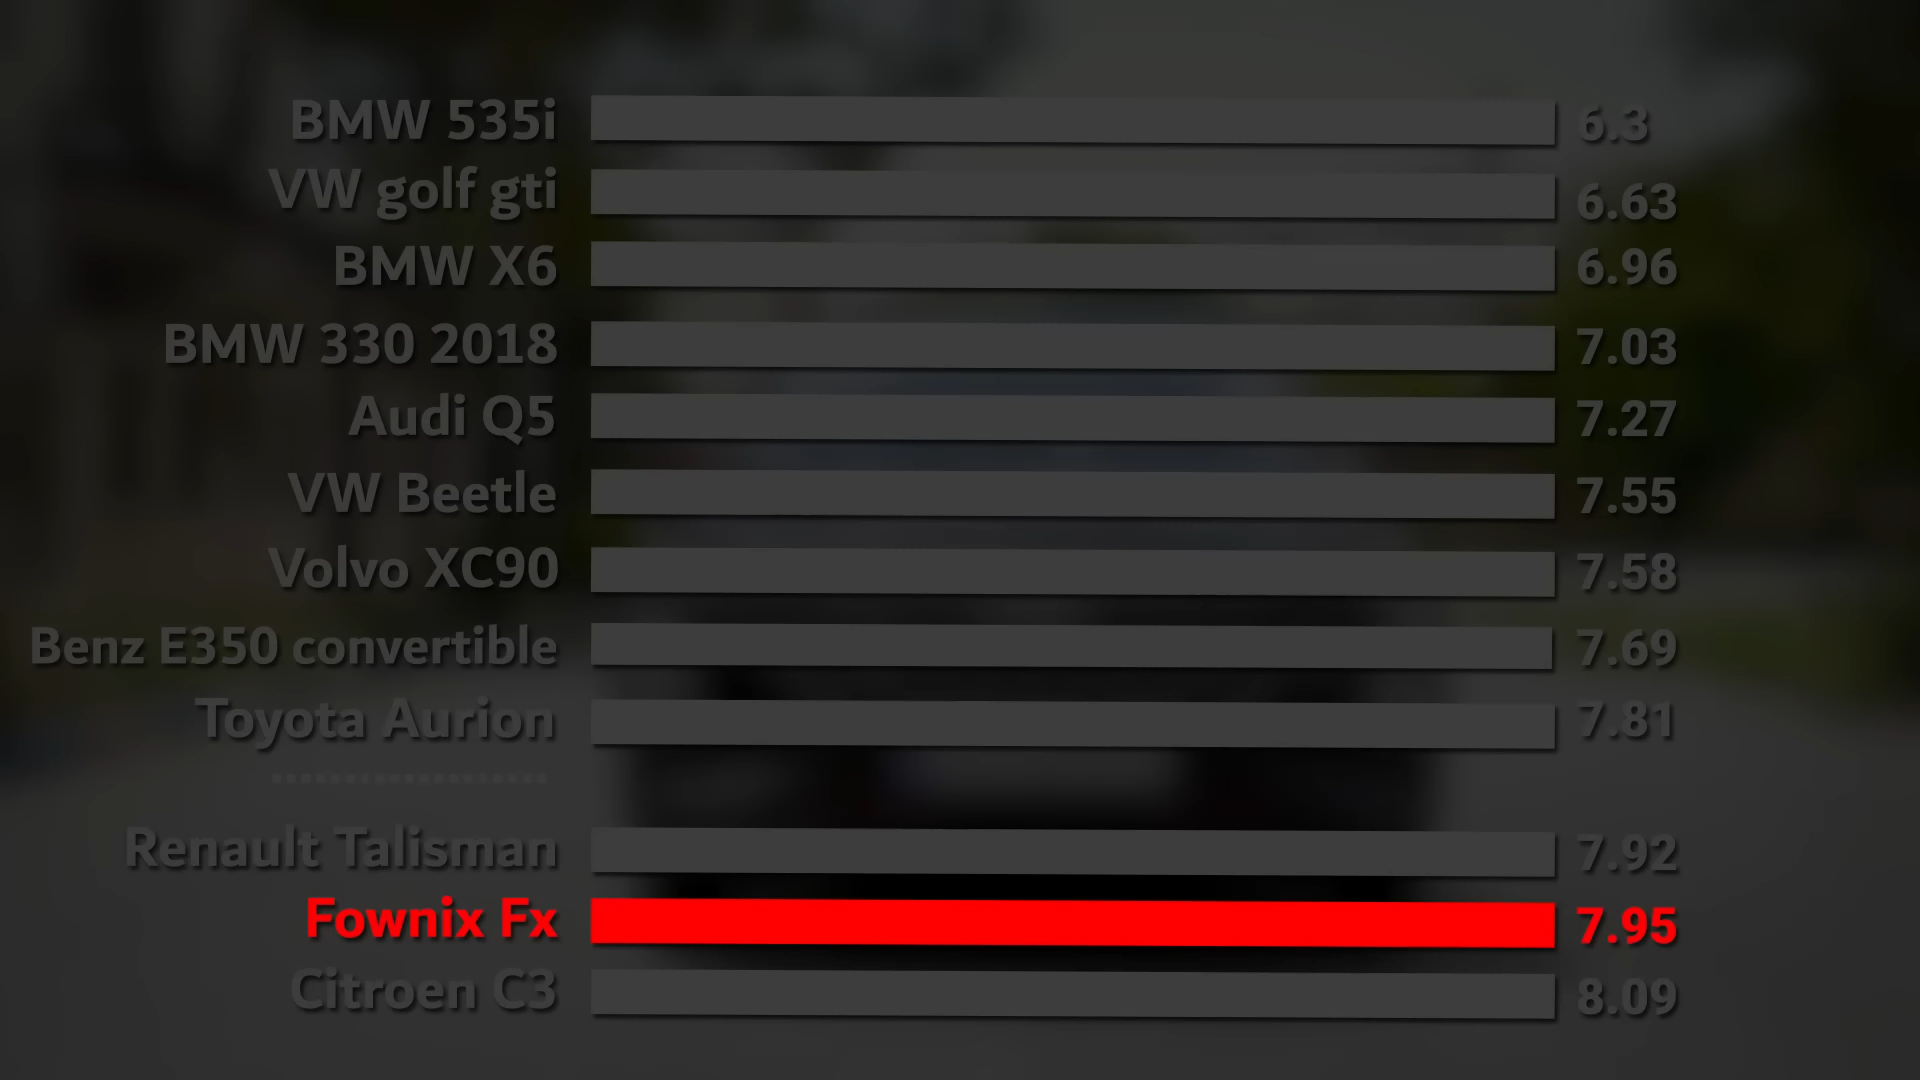 BMW 535i 6.3
VW golf gti 6.63
BMW X6 6.96
BMW 330 2018 7.03
Audi Q5 7.27
VW Beetle 7.55
Volvo XC90 7.58
Benz E350 convertible 7.69
Toyota Aurion 7.81
...................
Renault Talisman 7.92
Fownix Fx 7.95
Citroen C3 8.09